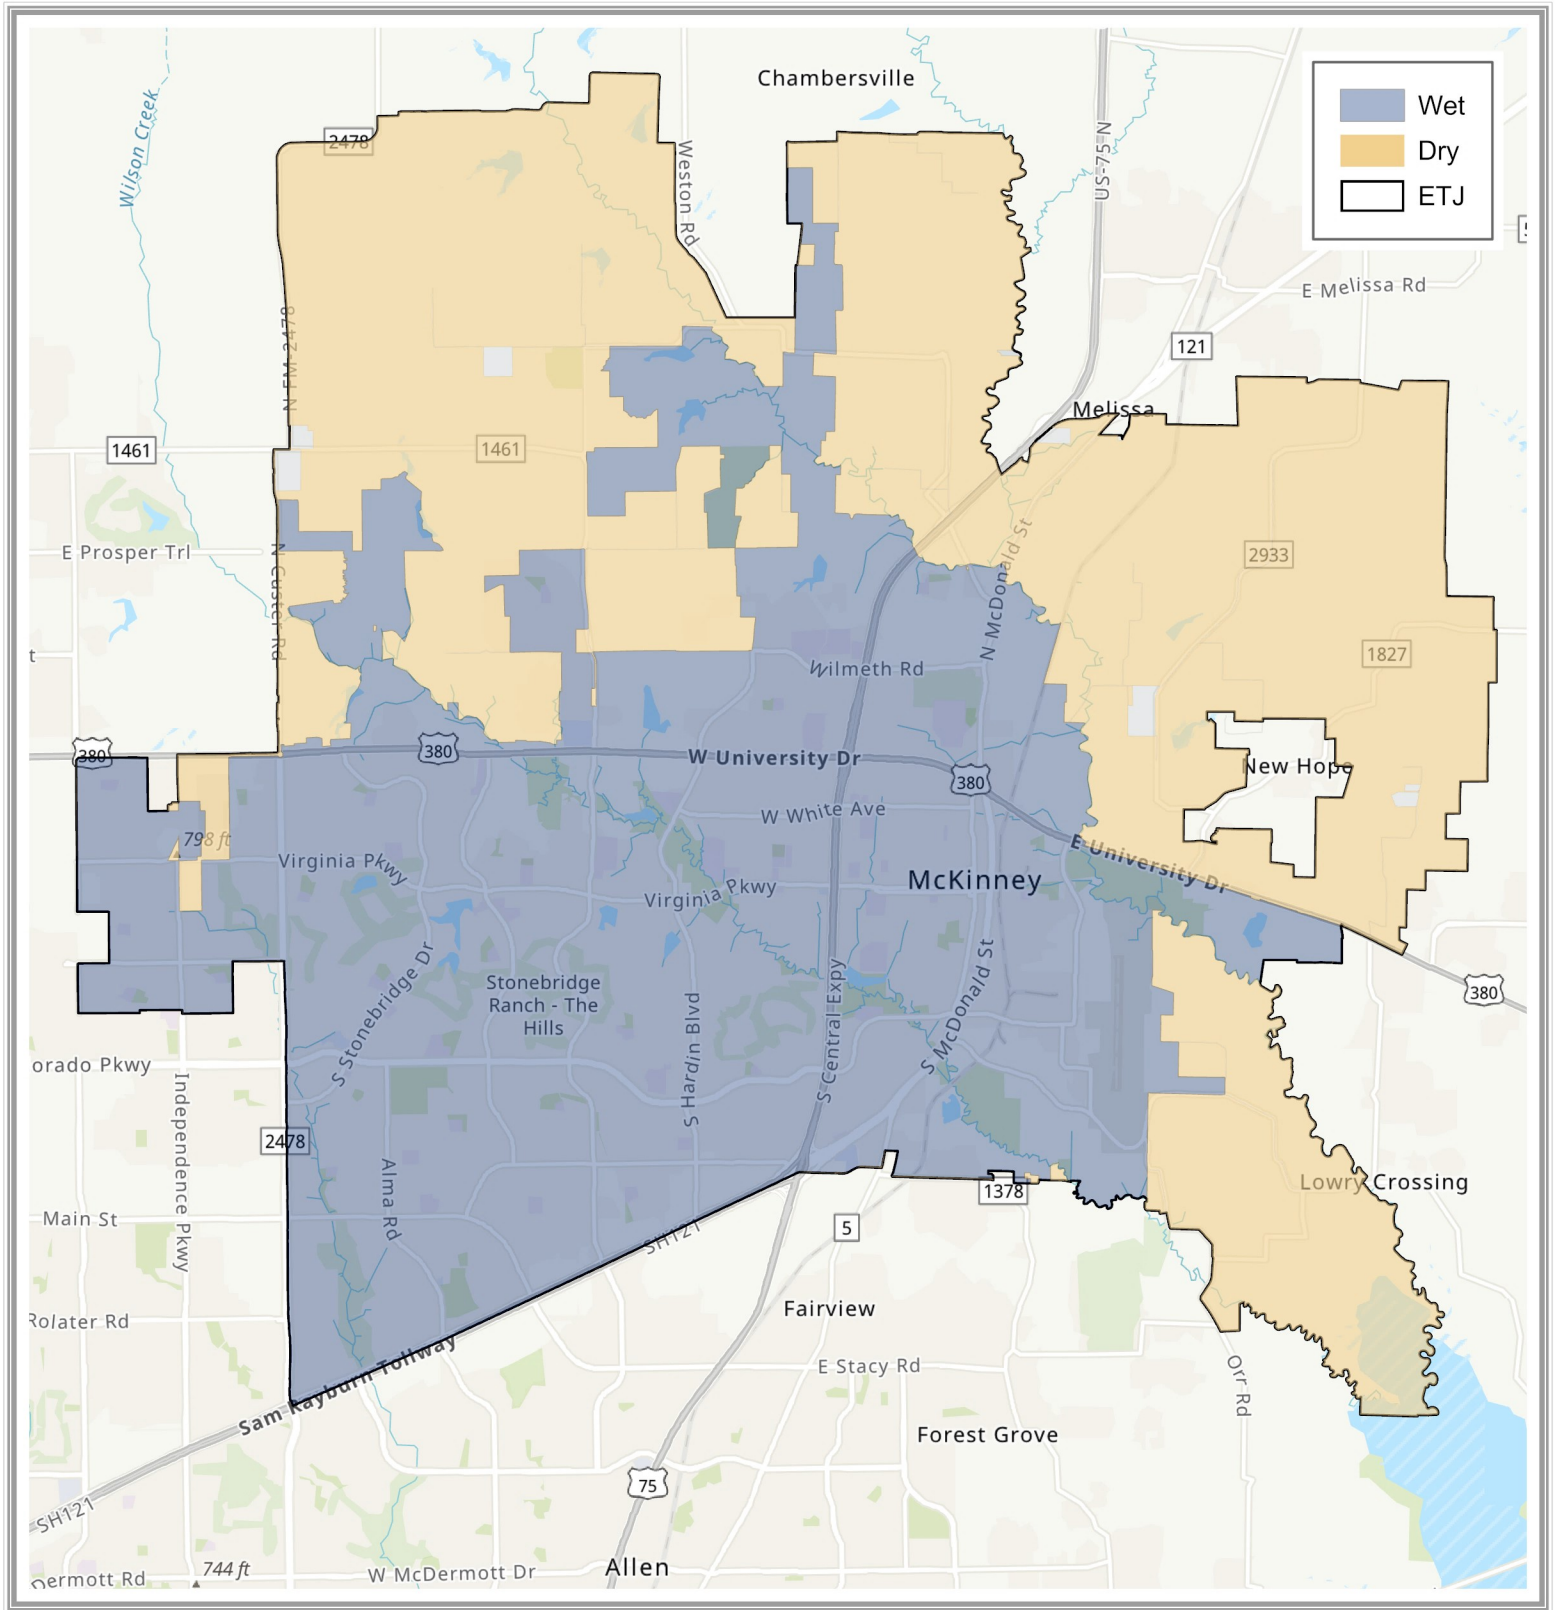 Chambersville
Wet
Dry
ETJ
Wilson Creek
2478
Weston Rd
US-75 N
E Melissa Rd
N FM-2478
121
Melissa
1461
1461
E Prosper Trl
N Custer Rd
N McDonald St
2933
t
1827
Wilmeth Rd
380
380
W University Dr
380
New Hope
W White Ave
798 ft
Virginia Pkwy
E University Dr
McKinney
Virginia Pkwy
S Stonebridge Dr
Stonebridge
Ranch - The
Hills
S Hardin Blvd
S Central Expy
S McDonald St
380
orado Pkwy
Independence Pkwy
2478
Alma Rd
Lowry Crossing
1378
Main St
5
SH121
Fairview
Rolater Rd
Sam Rayburn Tollway
E Stacy Rd
Orr Rd
Forest Grove
75
SH121
Allen
744 ft
W McDermott Dr
Dermott Rd